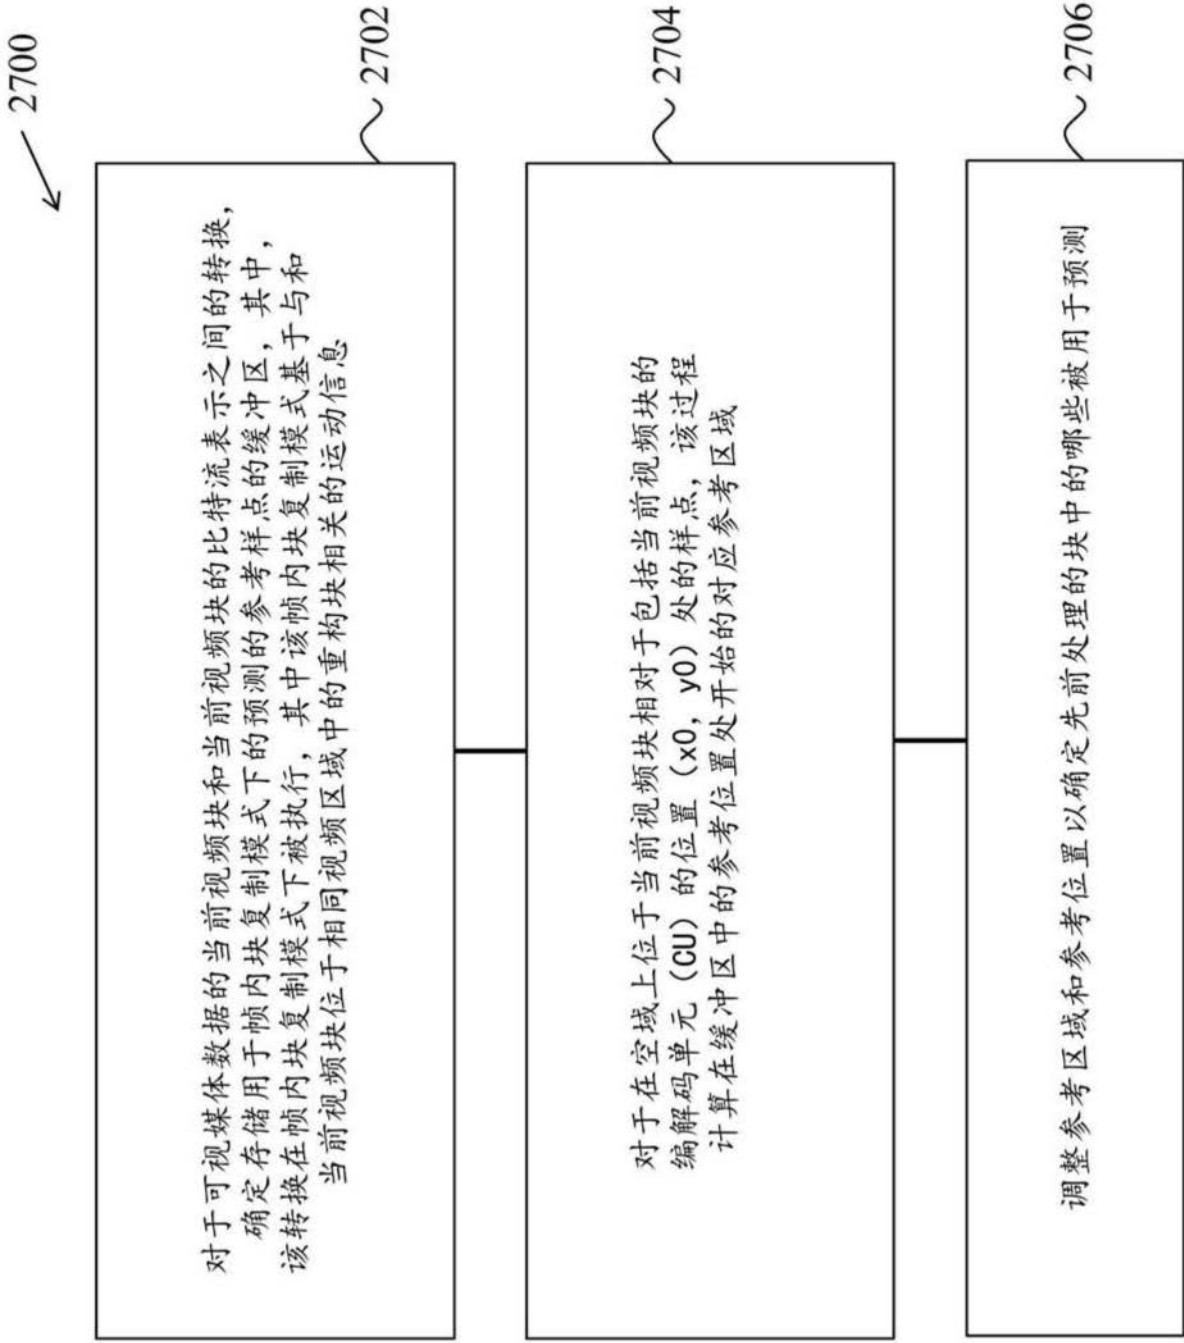 2700
对于可视媒体数据的当前视频块和当前视频块的比特流表示之间的转换，
确定存储用于帧内块复制模式下的预测的参考样点的缓冲区，其中，
该转换在帧内块复制模式下被执行，其中该帧内块复制模式基于与和
当前视频块位于相同视频区域中的重构块相关的运动信息
2702
对于在空域上位于当前视频块相对于包括当前视频块的
编解码单元（CU）的位置（x0，y0）处的样点，该过程
计算在缓冲区中的参考位置处开始的对应参考区域
2704
调整参考区域和参考位置以确定先前处理的块中的哪些被用于预测
2706